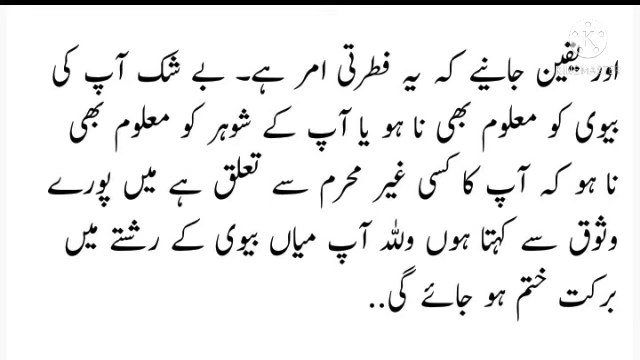 اور یقین جانیے کہ یہ فطرتی امر ہے۔ بے شک آپ کی
بیوی کو معلوم بھی نا ہو یا آپ کے شوہر کو معلوم بھی
نا ہو کہ آپ کا کسی غیر محرم سے تعلق ہے میں پورے
وثوق سے کہتا ہوں وللہ آپ میاں بیوی کے رشتے میں
برکت ختم ہو جائے گی..